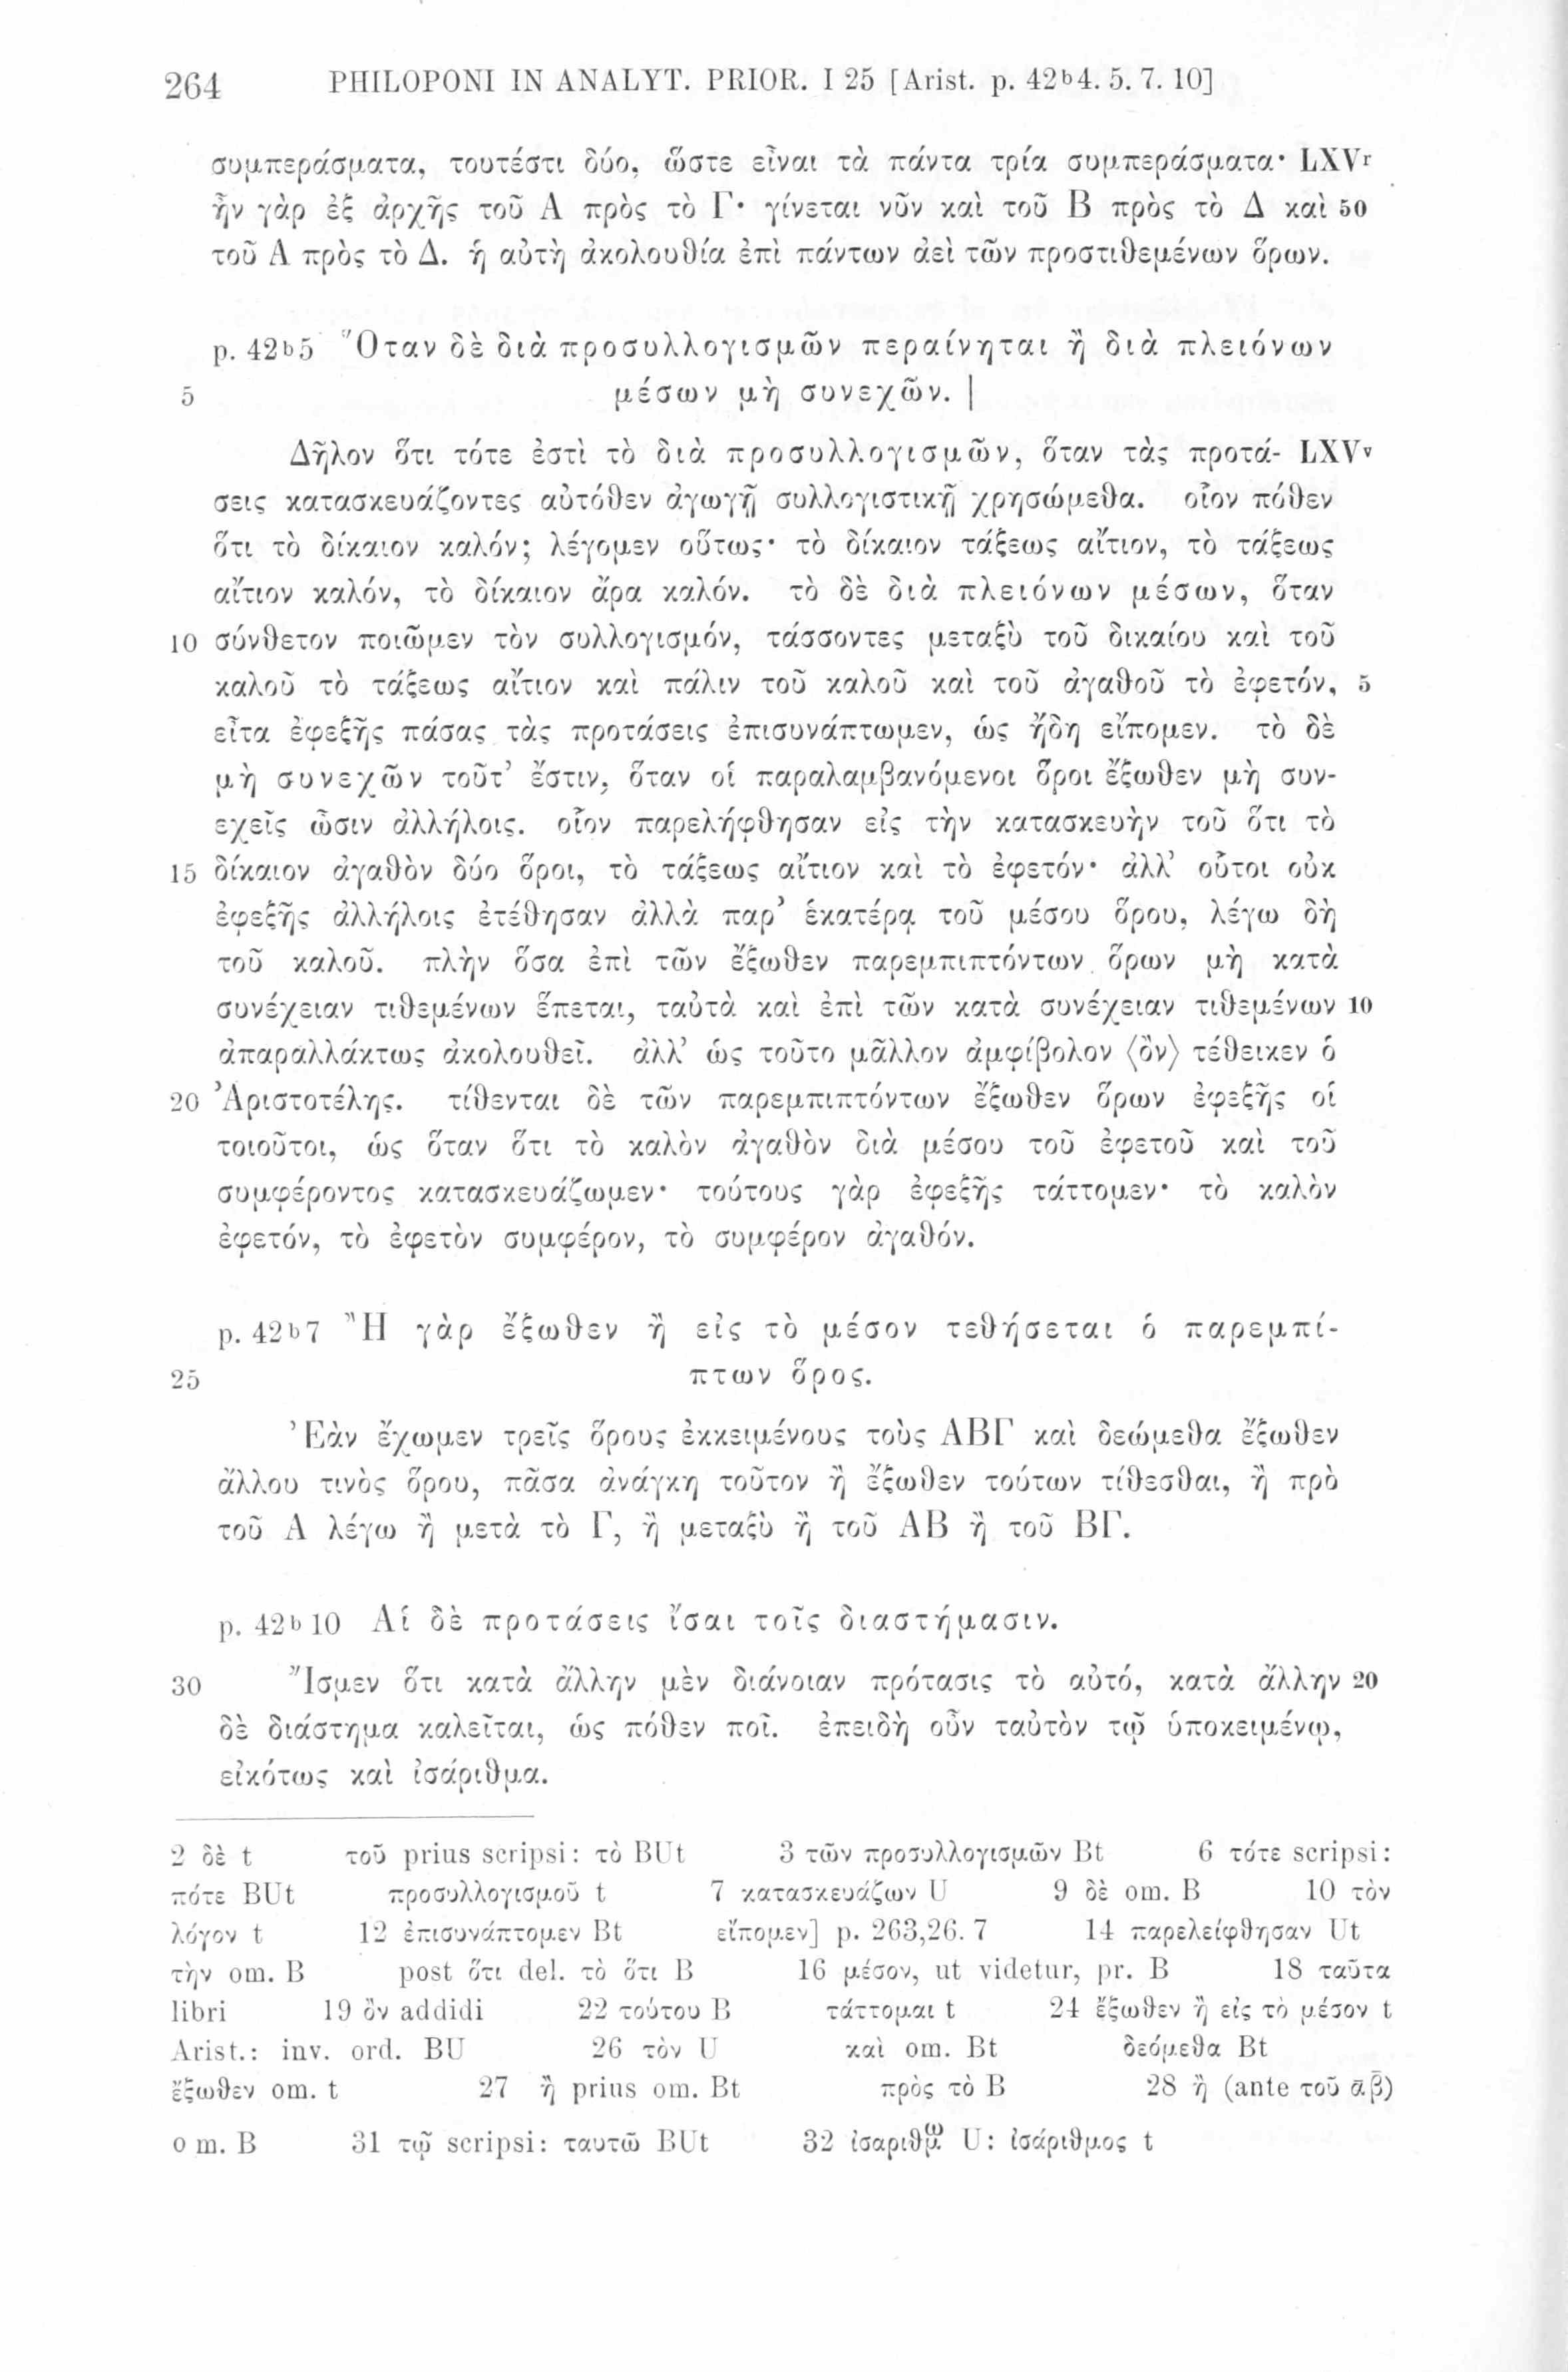 264 PHILOPONI IN ANALYT. PRIOR. I 25 [Arist. p. 42b4. 5. 7. 10]
συμπεράσματα, τουτέστι δύο, ὥστε εἶναι τὰ πάντα τρία συμπεράσματα· LXVr
ἦν γὰρ ἐξ ἀρχῆς τοῦ Α πρὸς τὸ Γ· γίνεται νῦν καὶ τοῦ Β πρὸς τὸ Δ καὶ 50
τοῦ Α πρὸς τὸ Δ. ἡ αὐτὴ ἀκολουθία ἐπὶ πάντων ἀεὶ τῶν προστιθεμένων ὅρων.
p. 42b5 Ὅταν δὲ διὰ προσυλλογισμῶν περαίνηται ἢ διὰ πλειόνων
5 μέσων μὴ συνεχῶν. |
Δῆλον ὅτι τότε ἐστὶ τὸ διὰ προσυλλογισμῶν, ὅταν τὰς προτά- LXVv
σεις κατασκευάζοντες αὐτόθεν ἀγωγῇ συλλογιστικῇ χρησώμεθα. οἷον πόθεν
ὅτι τὸ δίκαιον καλόν; λέγομεν οὕτως· τὸ δίκαιον τάξεως αἴτιον, τὸ τάξεως
αἴτιον καλόν, τὸ δίκαιον ἄρα καλόν. τὸ δὲ διὰ πλειόνων μέσων, ὅταν
10 σύνθετον ποιῶμεν τὸν συλλογισμόν, τάσσοντες μεταξὺ τοῦ δικαίου καὶ τοῦ
καλοῦ τὸ τάξεως αἴτιον καὶ πάλιν τοῦ καλοῦ καὶ τοῦ ἀγαθοῦ τὸ ἐφετόν, 5
εἶτα ἐφεξῆς πάσας τὰς προτάσεις ἐπισυνάπτωμεν, ὡς ἤδη εἴπομεν. τὸ δὲ
μὴ συνεχῶν τοῦτ’ ἔστιν, ὅταν οἱ παραλαμβανόμενοι ὅροι ἔξωθεν μὴ συν-
εχεῖς ὦσιν ἀλλήλοις. οἷον παρελήφθησαν εἰς τὴν κατασκευὴν τοῦ ὅτι τὸ
15 δίκαιον ἀγαθὸν δύο ὅροι, τὸ τάξεως αἴτιον καὶ τὸ ἐφετόν· ἀλλ’ οὗτοι οὐκ
ἐφεξῆς ἀλλήλοις ἐτέθησαν ἀλλὰ παρ’ ἑκατέρᾳ τοῦ μέσου ὅρου, λέγω δὴ
τοῦ καλοῦ. πλὴν ὅσα ἐπὶ τῶν ἔξωθεν παρεμπιπτόντων ὅρων μὴ κατὰ
συνέχειαν τιθεμένων ἕπεται, ταὐτὰ καὶ ἐπὶ τῶν κατὰ συνέχειαν τιθεμένων 10
ἀπαραλλάκτως ἀκολουθεῖ. ἀλλ’ ὡς τοῦτο μᾶλλον ἀμφίβολον ⟨ὂν⟩ τέθεικεν ὁ
20 Ἀριστοτέλης. τίθενται δὲ τῶν παρεμπιπτόντων ἔξωθεν ὅρων ἐφεξῆς οἱ
τοιοῦτοι, ὡς ὅταν ὅτι τὸ καλὸν ἀγαθὸν διὰ μέσου τοῦ ἐφετοῦ καὶ τοῦ
συμφέροντος κατασκευάζωμεν· τούτους γὰρ ἐφεξῆς τάττομεν· τὸ καλὸν
ἐφετόν, τὸ ἐφετὸν συμφέρον, τὸ συμφέρον ἀγαθόν.
p. 42b7 Ἢ γὰρ ἔξωθεν ἢ εἰς τὸ μέσον τεθήσεται ὁ παρεμπί-
25 πτων ὅρος.
Ἐὰν ἔχωμεν τρεῖς ὅρους ἐκκειμένους τοὺς ΑΒΓ καὶ δεώμεθα ἔξωθεν
ἄλλου τινὸς ὅρου, πᾶσα ἀνάγκη τοῦτον ἢ ἔξωθεν τούτων τίθεσθαι, ἢ πρὸ
τοῦ Α λέγω ἢ μετὰ τὸ Γ, ἢ μεταξὺ ἢ τοῦ ΑΒ ἢ τοῦ ΒΓ.
p. 42b10 Αἱ δὲ προτάσεις ἴσαι τοῖς διαστήμασιν.
30 Ἴσμεν ὅτι κατὰ ἄλλην μὲν διάνοιαν πρότασις τὸ αὐτό, κατὰ ἄλλην 20
δὲ διάστημα καλεῖται, ὡς πόθεν ποῖ. ἐπειδὴ οὖν ταὐτὸν τῷ ὑποκειμένῳ,
εἰκότως καὶ ἰσάριθμα.
2 δὲ t τοῦ prius scripsi: τὸ BUt 3 τῶν προσυλλογισμῶν Bt 6 τότε scripsi:
πότε BUt προσυλλογισμοῦ t 7 κατασκευάζων U 9 δὲ om. B 10 τὸν
λόγον t 12 ἐπισυνάπτομεν Bt εἴπομεν] p. 263,26. 7 14 παρελείφθησαν Ut
τὴν om. B post ὅτι del. τὸ ὅτι B 16 μέσον, ut videtur, pr. B 18 ταῦτα
libri 19 ὂν addidi 22 τούτου B τάττομαι t 24 ἔξωθεν ἢ εἰς τὸ μέσον t
Arist.: inv. ord. BU 26 τὸν U καὶ om. Bt δεόμεθα Bt
ἔξωθεν om. t 27 ἢ prius om. Bt πρὸς τὸ B 28 ἢ (ante τοῦ α̅β̅)
om. B 31 τῷ scripsi: ταυτῶ BUt 32 ἰσαριθμ̑ω U: ἰσάριθμος t